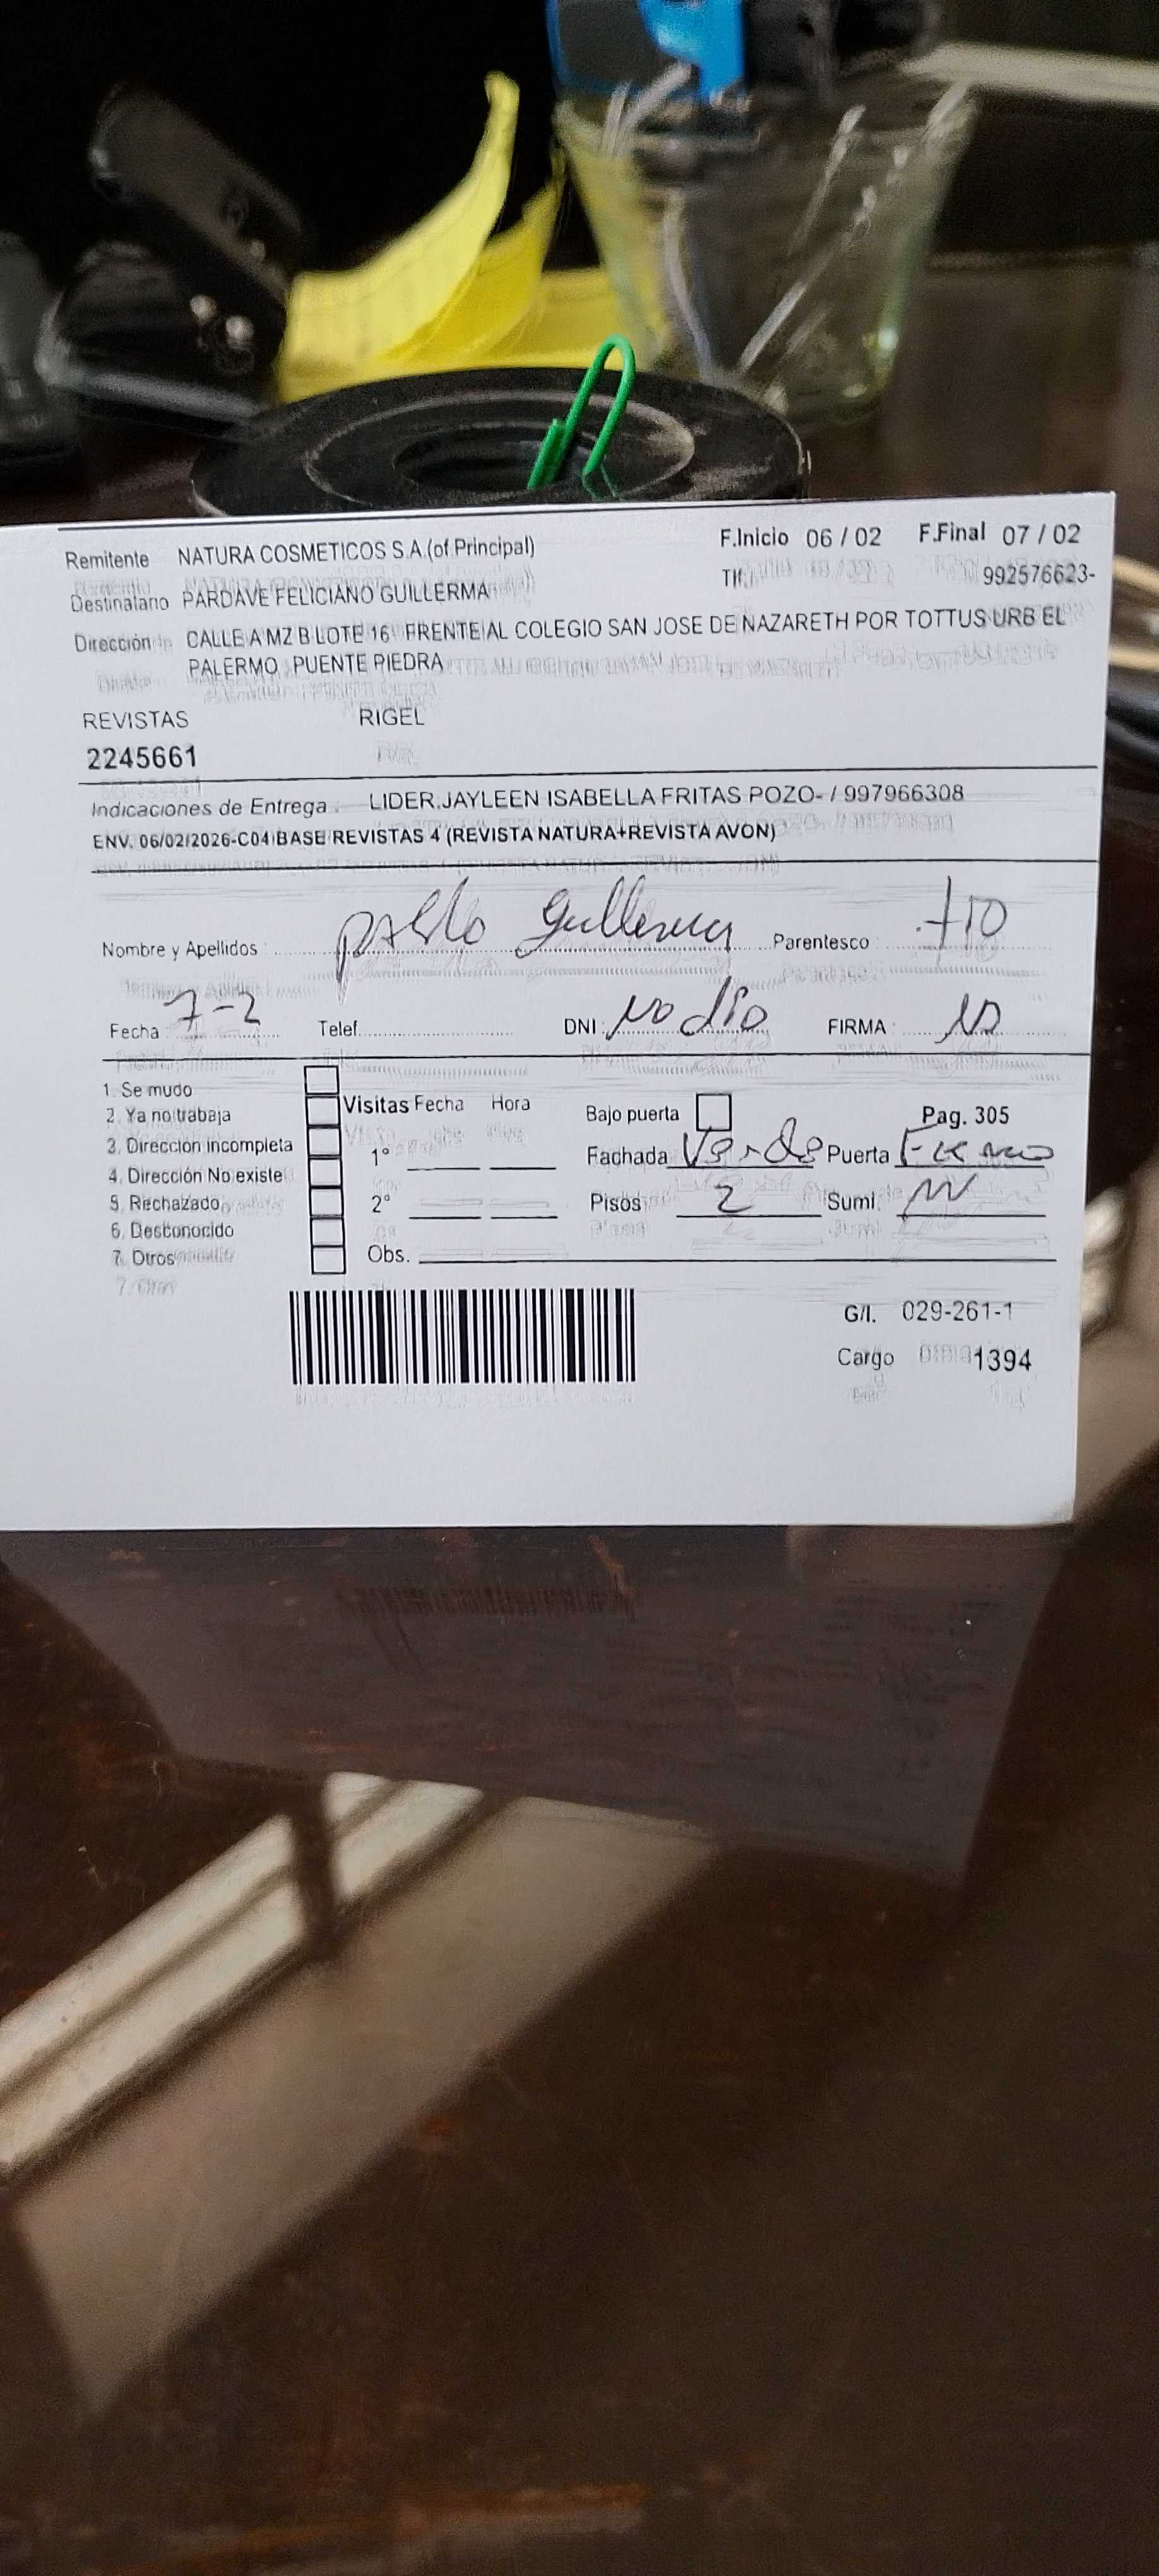 Remitente NATURA COSMETICOS S.A.(of.Principal) F.Inicio 06 / 02 F.Final 07 / 02
Destinatario PARDAVE FELICIANO GUILLERMA Tlf. 992576623-
Dirección CALLE A MZ B LOTE 16 FRENTE AL COLEGIO SAN JOSE DE NAZARETH POR TOTTUS URB EL
PALERMO PUENTE PIEDRA
REVISTAS RIGEL
2245661
Indicaciones de Entrega : LIDER.JAYLEEN ISABELLA FRITAS POZO- / 997966308
ENV. 06/02/2026-C04 BASE REVISTAS 4 (REVISTA NATURA+REVISTA AVON)
Nombre y Apellidos : pablo Guillerma Parentesco : tio
Fecha 7-2 Telef. DNI: No dio FIRMA :
1. Se mudo
2. Ya no trabaja
3. Direccion incompleta
4. Dirección No existe
5. Rechazado
6. Desconocido
7. Otros
Visitas Fecha Hora
1°
2°
Obs.
Bajo puerta Pag. 305
Fachada Verde Puerta
Pisos 2 Sumi.
G/I. 029-261-1
Cargo 1394